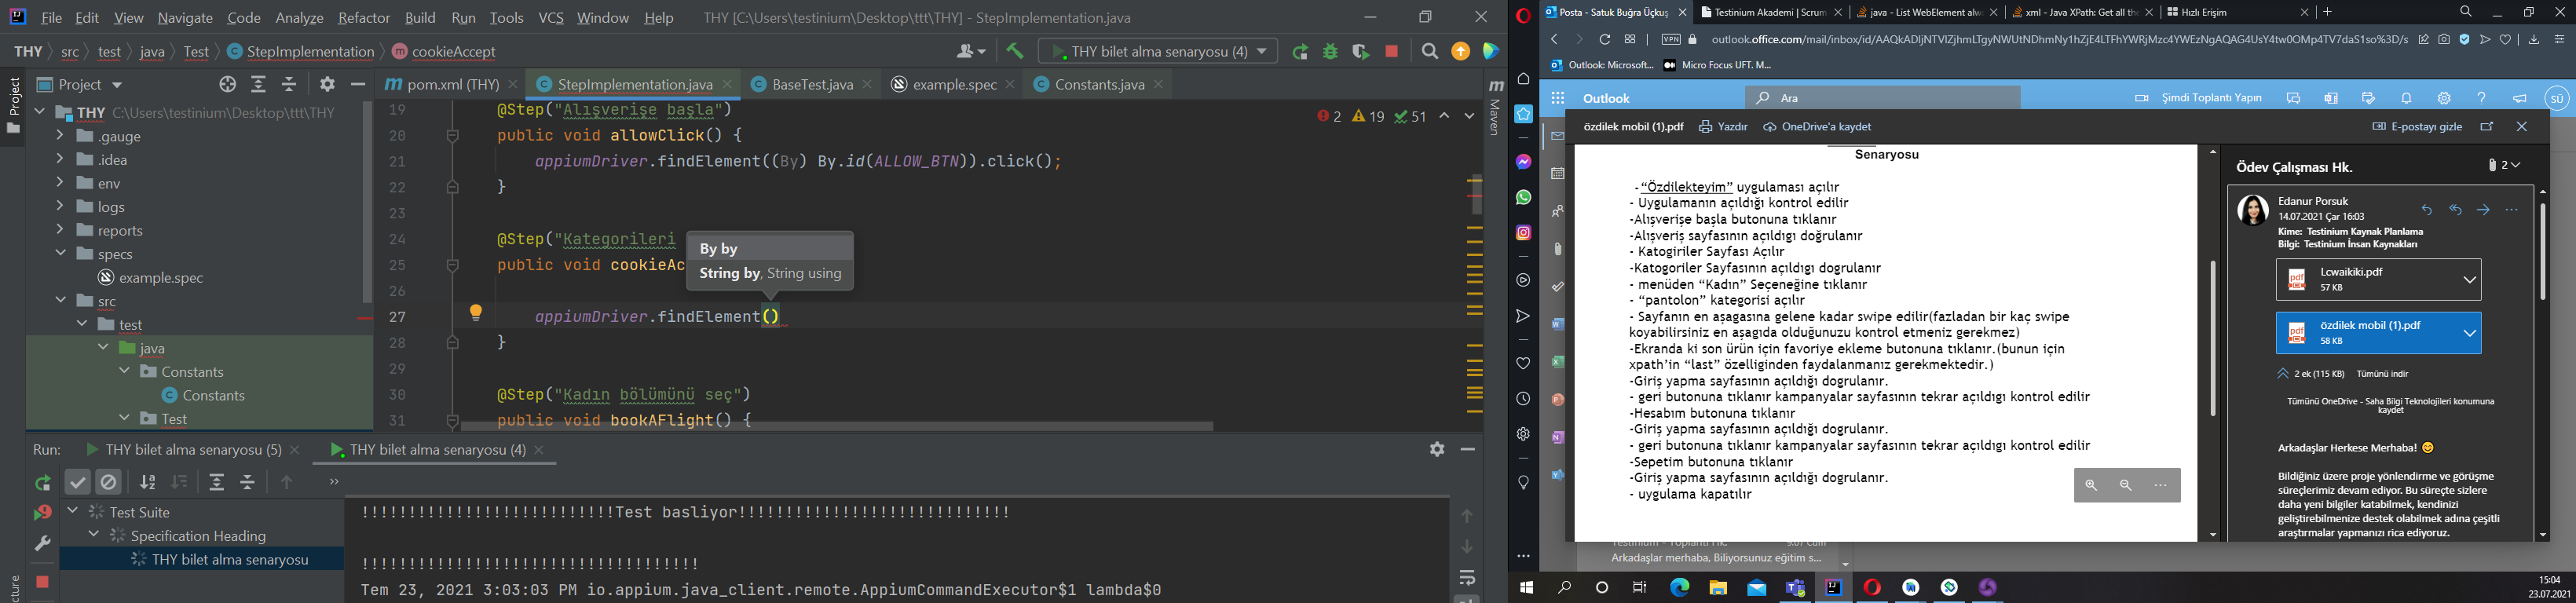 File Edit View Navigate Code Analyze Refactor Build Run Tools VCS Window Help THY [C:\Users\testinium\Desktop\ttt\THY] - StepImplementation.java
THY src test java Test StepImplementation cookieAccept THY bilet alma senaryosu (4)
Project
pom.xml (THY) StepImplementation.java BaseTest.java example.spec Constants.java
THY C:\Users\testinium\Desktop\ttt\THY
.gauge
.idea
env
logs
reports
specs
example.spec
src
test
java
Constants
Constants
Test
Project
Maven
2 19 51
19 @Step("Alışverişe başla")
20 public void allowClick() {
21 appiumDriver.findElement((By) By.id(ALLOW_BTN)).click();
22 }
23
24 @Step("Kategorileri
25 public void cookieAc
26
27 appiumDriver.findElement()
28 }
29
30 @Step("Kadın bölümünü seç")
31 public void bookAFlight() {
By by
String by, String using
Run: THY bilet alma senaryosu (5) THY bilet alma senaryosu (4)
Test Suite
Specification Heading
THY bilet alma senaryosu
!!!!!!!!!!!!!!!!!!!!!!!!!!!Test basliyor!!!!!!!!!!!!!!!!!!!!!!!!!!!!!
!!!!!!!!!!!!!!!!!!!!!!!!!!!!!!!!!!!!
Tem 23, 2021 3:03:03 PM io.appium.java_client.remote.AppiumCommandExecutor$1 lambda$0
cture
Posta - Satuk Buğra Üçkuş Testinium Akademi | Scrum java - List WebElement alw xml - Java XPath: Get all the Hızlı Erişim
VPN outlook.office.com/mail/inbox/id/AAQkADljNTVlZjhmLTgyNWUtNDhmNy1hZjE4LTFhYWRjMzc4YWEzNgAQAG4UsY4tw0OMp4TV7daS1so%3D/s
Outlook: Microsoft... Micro Focus UFT. M...
Outlook Ara Şimdi Toplantı Yapın SÜ
özdilek mobil (1).pdf Yazdır OneDrive'a kaydet E-postayı gizle
Senaryosu
-“Özdilekteyim” uygulaması açılır
- Uygulamanın açıldığı kontrol edilir
-Alışverişe başla butonuna tıklanır
-Alışveriş sayfasının açıldıgı doğrulanır
- Katogiriler Sayfası Açılır
-Katogoriler Sayfasının açıldıgı dogrulanır
- menüden “Kadın” Seçeneğine tıklanır
- “pantolon” kategorisi açılır
- Sayfanın en aşagasına gelene kadar swipe edilir(fazladan bir kaç swipe
koyabilirsiniz en aşagıda olduğunuzu kontrol etmeniz gerekmez)
-Ekranda ki son ürün için favoriye ekleme butonuna tıklanır.(bunun için
xpath’in “last” özelliginden faydalanmanız gerekmektedir.)
-Giriş yapma sayfasının açıldığı dogrulanır.
- geri butonuna tıklanır kampanyalar sayfasının tekrar açıldıgı kontrol edilir
-Hesabım butonuna tıklanır
-Giriş yapma sayfasının açıldığı dogrulanır.
- geri butonuna tıklanır kampanyalar sayfasının tekrar açıldıgı kontrol edilir
-Sepetim butonuna tıklanır
-Giriş yapma sayfasının açıldığı dogrulanır.
- uygulama kapatılır
Arkadaşlar merhaba. Biliyorsunuz eğitim s...
Ödev Çalışması Hk. 2
Edanur Porsuk
14.07.2021 Çar 16:03
Kime: Testinium Kaynak Planlama
Bilgi: Testinium İnsan Kaynakları
Lcwaikiki.pdf
57 KB
özdilek mobil (1).pdf
58 KB
2 ek (115 KB) Tümünü indir
Tümünü OneDrive - Saha Bilgi Teknolojileri konumuna
kaydet
Arkadaşlar Herkese Merhaba! 😊
Bildiğiniz üzere proje yönlendirme ve görüşme
süreçlerimiz devam ediyor. Bu süreçte sizlere
daha yeni bilgiler katabilmek, kendinizi
geliştirebilmenize destek olabilmek adına çeşitli
araştırmalar yapmanızı rica ediyoruz.
15:04
23.07.2021